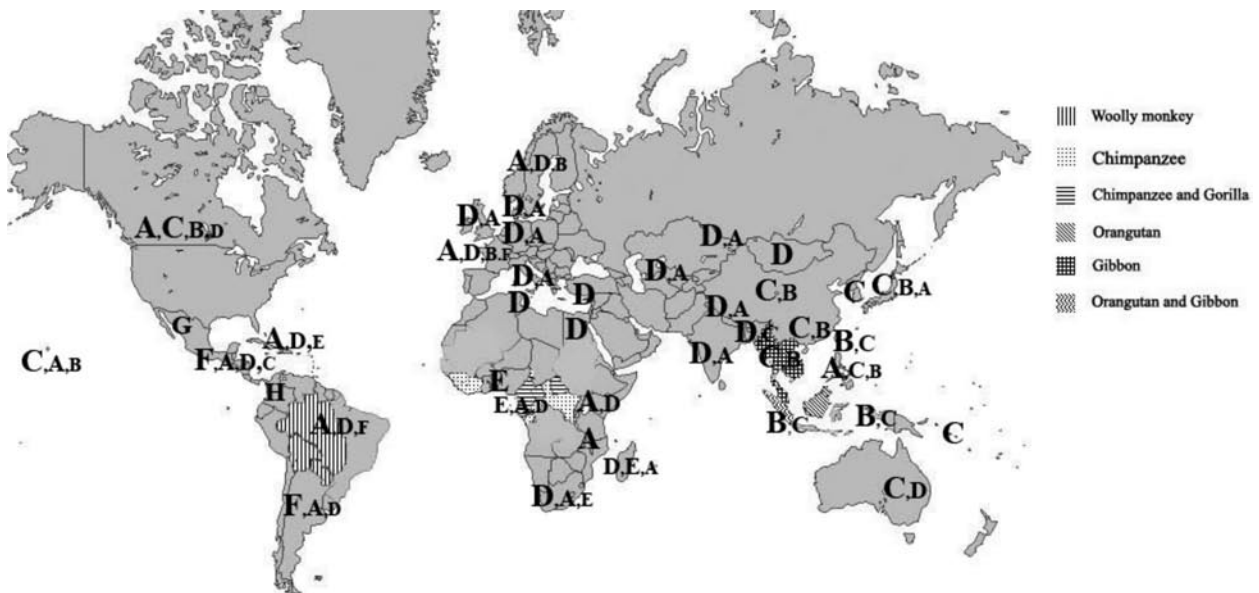 A,D,B
D,A
D,A
A,C,B,D
D,A
D,A
D
A,D,B,F
D,A
D,A
D
D
C,B
C
C,B,A
D,A
G
D
D,C
C,B
A,D,E
B,C
C,A,B
F,A,D,C
D,A
C,B
A,C,B
E
H
E,A,D
A,D
A,D,F
B,C
B,C
C
A
D,E,A
C,D
F,A,D
D,A,E
Woolly monkey
Chimpanzee
Chimpanzee and Gorilla
Orangutan
Gibbon
Orangutan and Gibbon